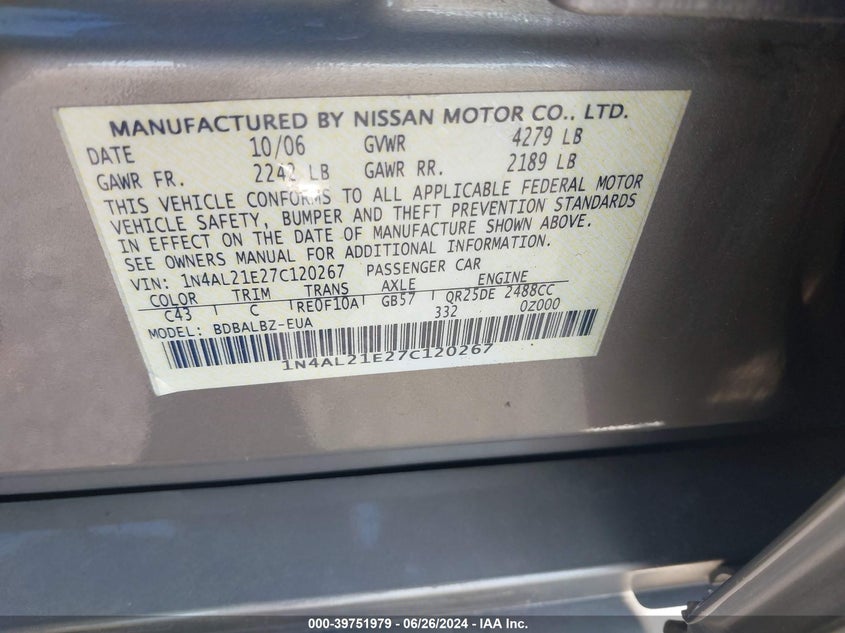 MANUFACTURED BY NISSAN MOTOR CO., LTD.
DATE 10/06 GVWR 4279 LB
GAWR FR. 2242 LB GAWR RR. 2189 LB
THIS VEHICLE CONFORMS TO ALL APPLICABLE FEDERAL MOTOR
VEHICLE SAFETY, BUMPER AND THEFT PREVENTION STANDARDS
IN EFFECT ON THE DATE OF MANUFACTURE SHOWN ABOVE.
SEE OWNERS MANUAL FOR ADDITIONAL INFORMATION.
VIN: 1N4AL21E27C120267 PASSENGER CAR
COLOR TRIM TRANS AXLE ENGINE
C43 C RE0F10A GB57 QR25DE 2488CC
MODEL: BDBALBZ-EUA 332 0Z000
1N4AL21E27C120267
000-39751979 - 06/26/2024 - IAA Inc.